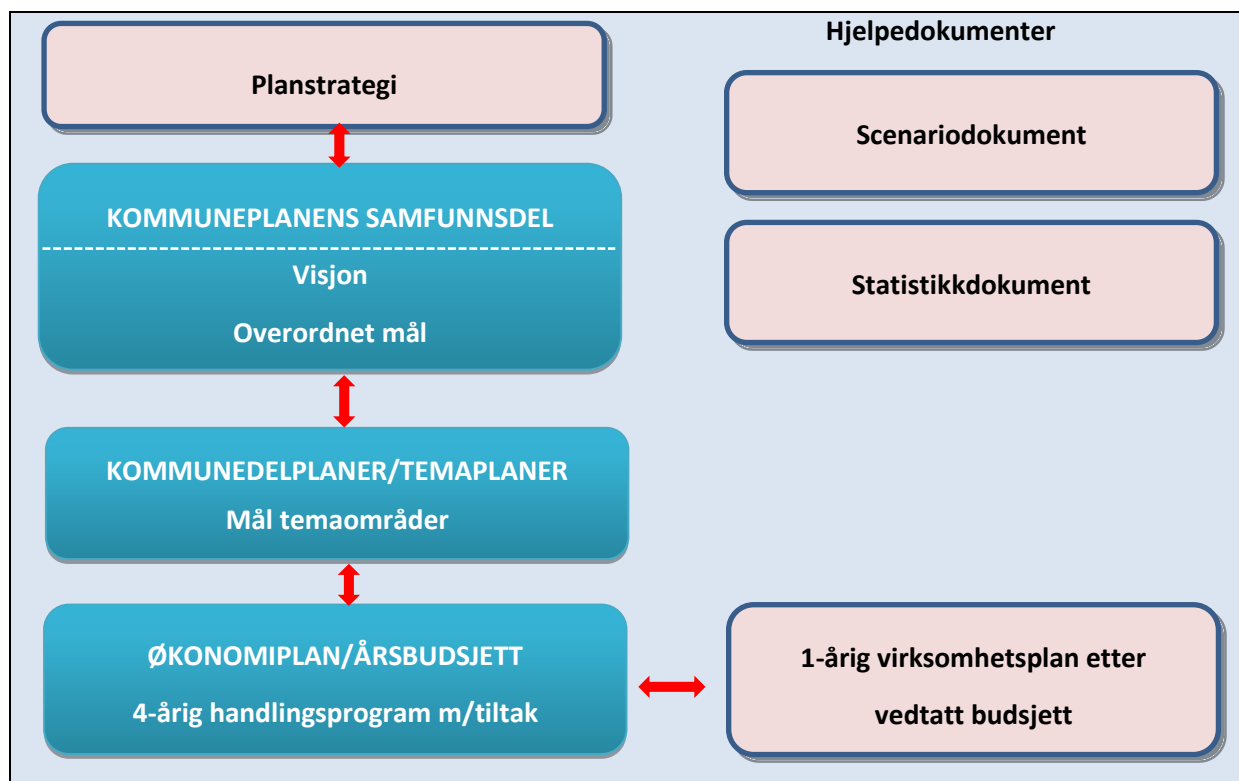 Planstrategi
KOMMUNEPLANENS SAMFUNNSDEL
Visjon
Overordnet mål
KOMMUNEDELPLANER/TEMAPLANER
Mål temaområder
ØKONOMIPLAN/ÅRSBUDSJETT
4-årig handlingsprogram m/tiltak
Hjelpedokumenter
Scenariodokument
Statistikkdokument
1-årig virksomhetsplan etter
vedtatt budsjett